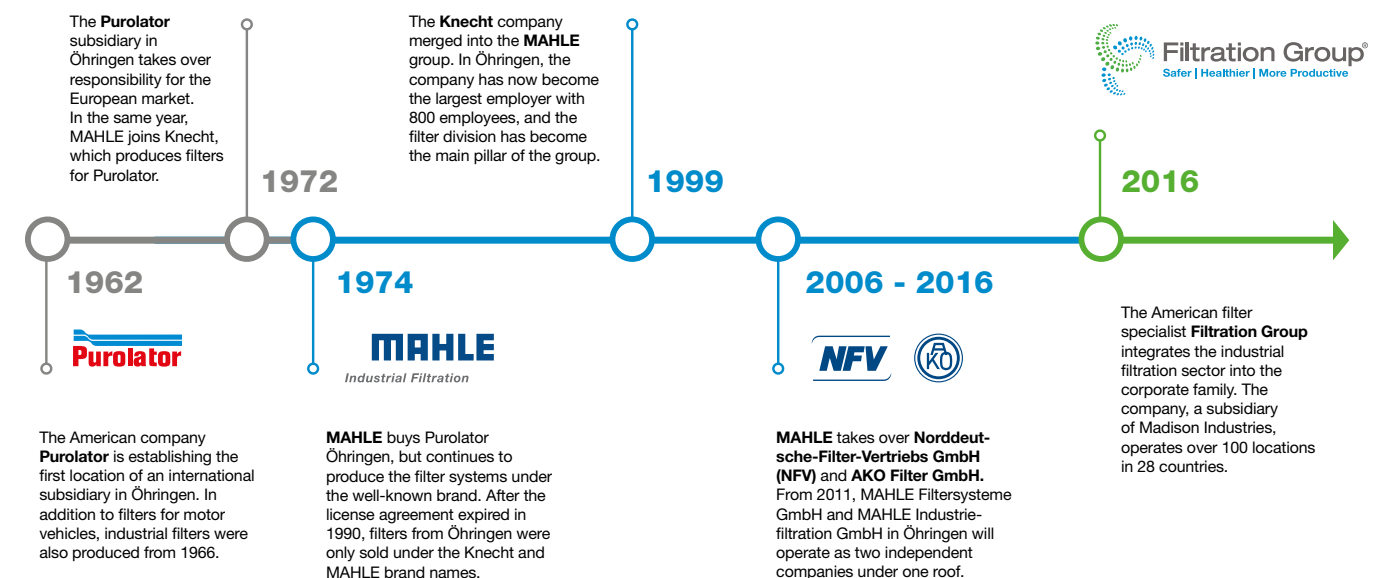 The Purolator
subsidiary in
Öhringen takes over
responsibility for the
European market.
In the same year,
MAHLE joins Knecht,
which produces filters
for Purolator.
1972
The Knecht company
merged into the MAHLE
group. In Öhringen, the
company has now become
the largest employer with
800 employees, and the
filter division has become
the main pillar of the group.
1999
Filtration Group®
Safer | Healthier | More Productive
2016
1962
Purolator
The American company
Purolator is establishing the
first location of an international
subsidiary in Öhringen. In
addition to filters for motor
vehicles, industrial filters were
also produced from 1966.
1974
MAHLE
Industrial Filtration
MAHLE buys Purolator
Öhringen, but continues to
produce the filter systems under
the well-known brand. After the
license agreement expired in
1990, filters from Öhringen were
only sold under the Knecht and
MAHLE brand names.
2006 - 2016
NFV
AKO
MAHLE takes over Norddeut-
sche-Filter-Vertriebs GmbH
(NFV) and AKO Filter GmbH.
From 2011, MAHLE Filtersysteme
GmbH and MAHLE Industrie-
filtration GmbH in Öhringen will
operate as two independent
companies under one roof.
The American filter
specialist Filtration Group
integrates the industrial
filtration sector into the
corporate family. The
company, a subsidiary
of Madison Industries,
operates over 100 locations
in 28 countries.